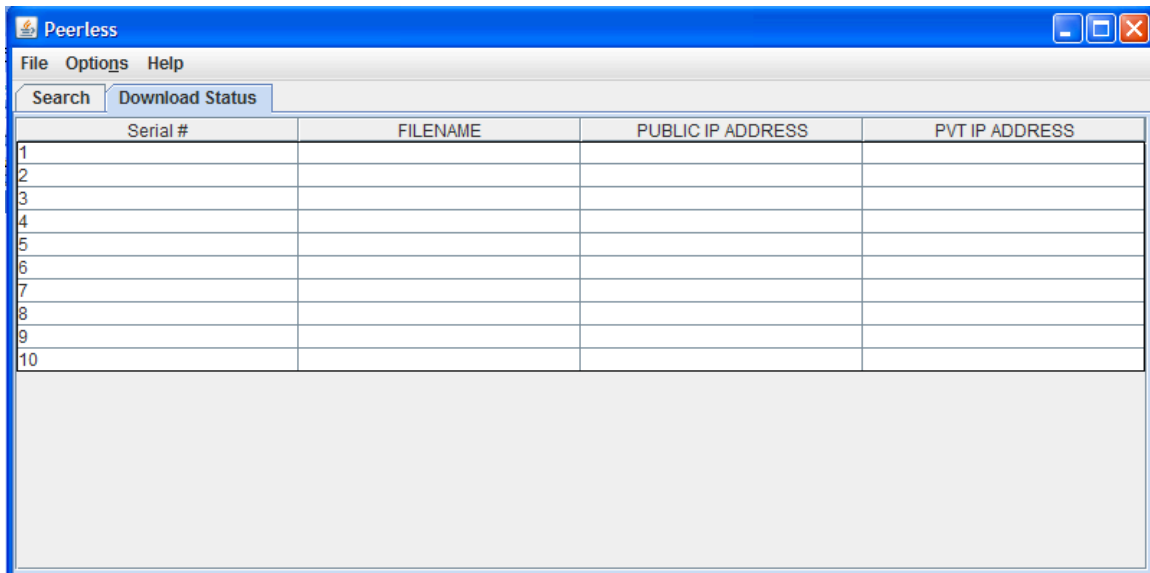 Peerless
File Options Help
Search Download Status
Serial # FILENAME PUBLIC IP ADDRESS PVT IP ADDRESS
1
2
3
4
5
6
7
8
9
10